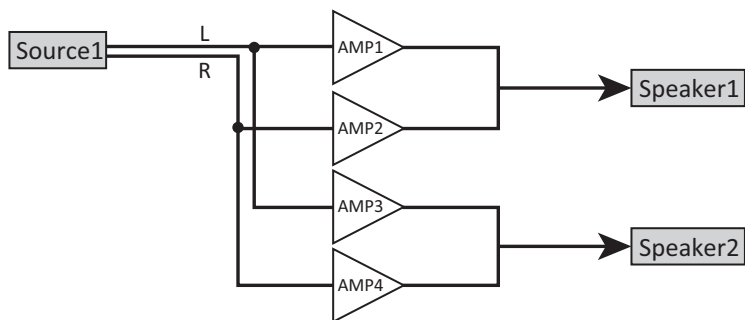 Source1
L
R
AMP1
AMP2
AMP3
AMP4
Speaker1
Speaker2